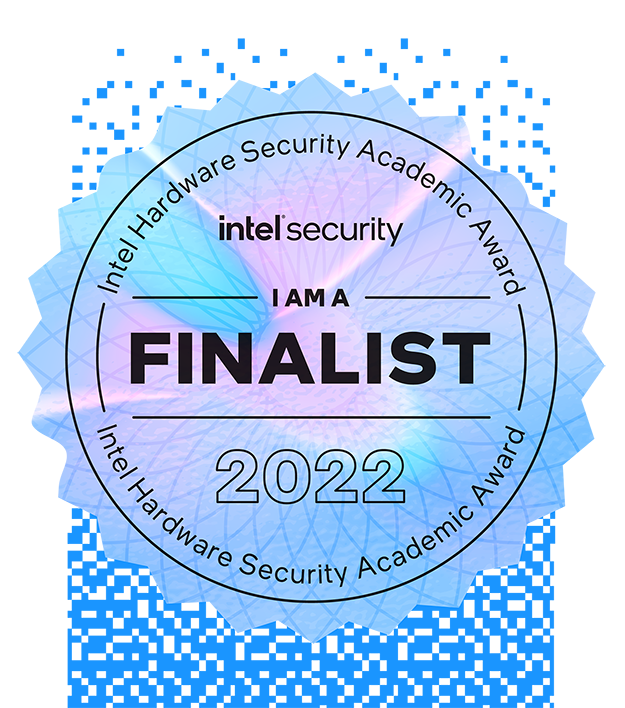 Intel Hardware Security Academic Award
intel® security
I AM A
FINALIST
2022
Intel Hardware Security Academic Award